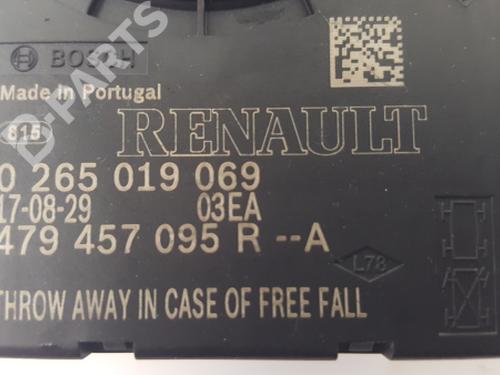 BOSCH
Made in Portugal
815
RENAULT
0 265 019 069
17-08-29 03EA
479 457 095 R --A
L78
THROW AWAY IN CASE OF FREE FALL
D-PARTS